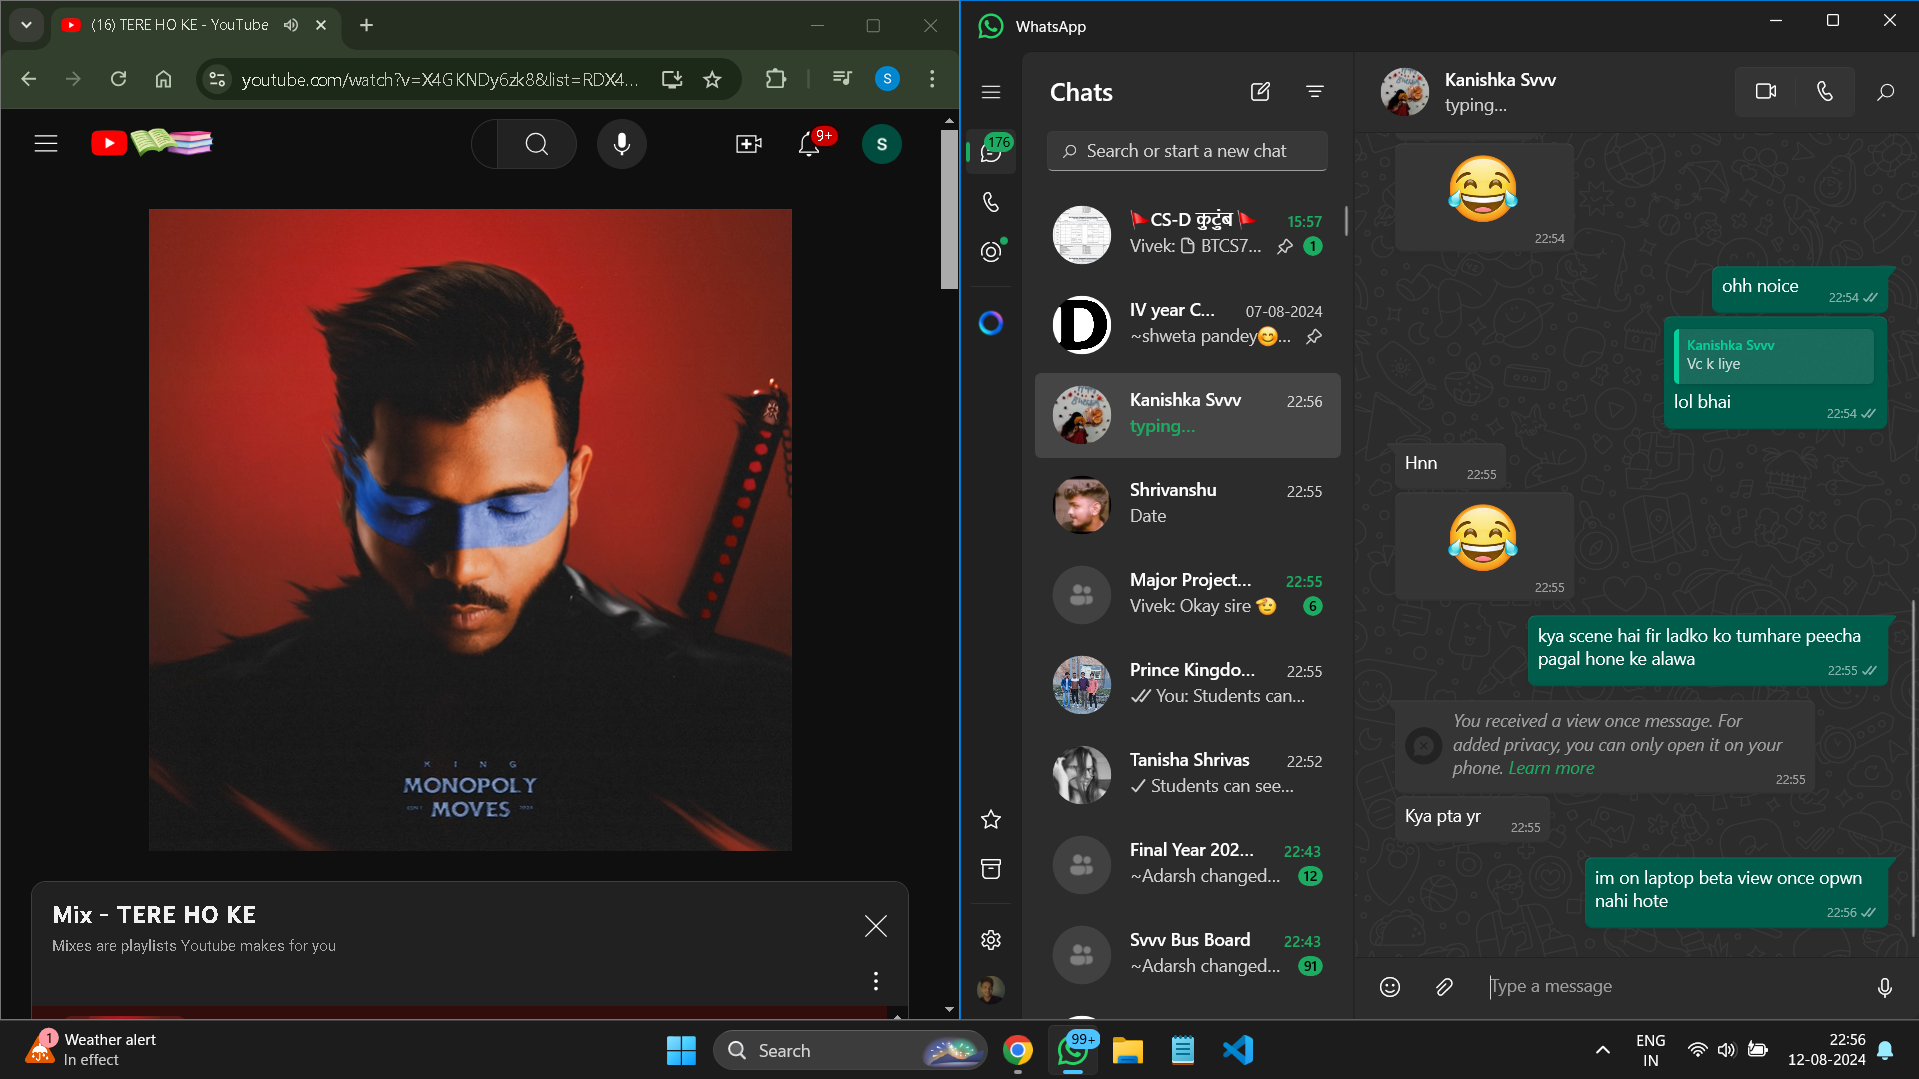 (16) TERE HO KE - YouTube
youtube.com/watch?v=X4GKNDy6zk8&list=RDX4...
S
9+
S
KING
MONOPOLY
MOVES
Mix - TERE HO KE
Mixes are playlists Youtube makes for you
WhatsApp
176
Chats
Search or start a new chat
🚩CS-D कुटुंब🚩
15:57
Vivek: BTCS7...
1
IV year C...
07-08-2024
~shweta pandey😊...
Kanishka Svvv
22:56
typing...
Shrivanshu
22:55
Date
Major Project...
22:55
Vivek: Okay sire 🫡
6
Prince Kingdo...
22:55
You: Students can...
Tanisha Shrivas
22:52
Students can see...
Final Year 202...
22:43
~Adarsh changed...
12
Svvv Bus Board
22:43
~Adarsh changed...
91
Kanishka Svvv
typing...
😂
22:54
ohh noice
22:54
Kanishka Svvv
Vc k liye
lol bhai
22:54
Hnn
22:55
😂
22:55
kya scene hai fir ladko ko tumhare peecha
pagal hone ke alawa
22:55
You received a view once message. For
added privacy, you can only open it on your
phone. Learn more
22:55
Kya pta yr
22:55
im on laptop beta view once opwn
nahi hote
22:56
Type a message
1
Weather alert
In effect
Search
99+
ENG
IN
22:56
12-08-2024